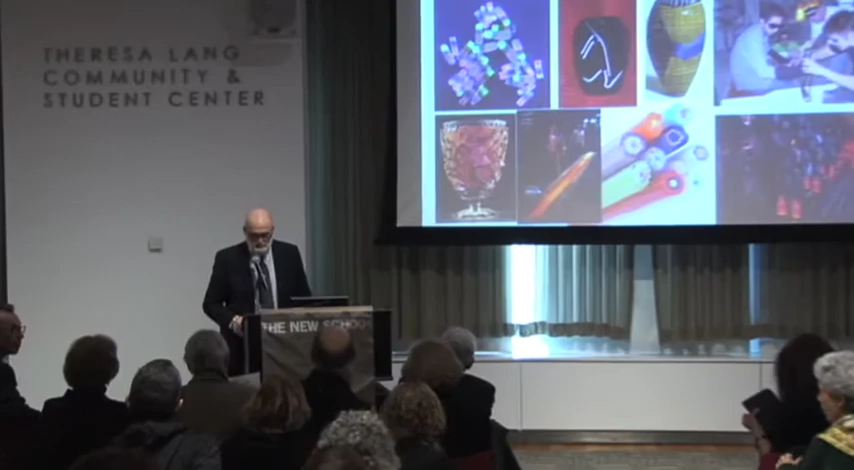 THERESA LANG
COMMUNITY &
STUDENT CENTER
THE NEW SCHOOL